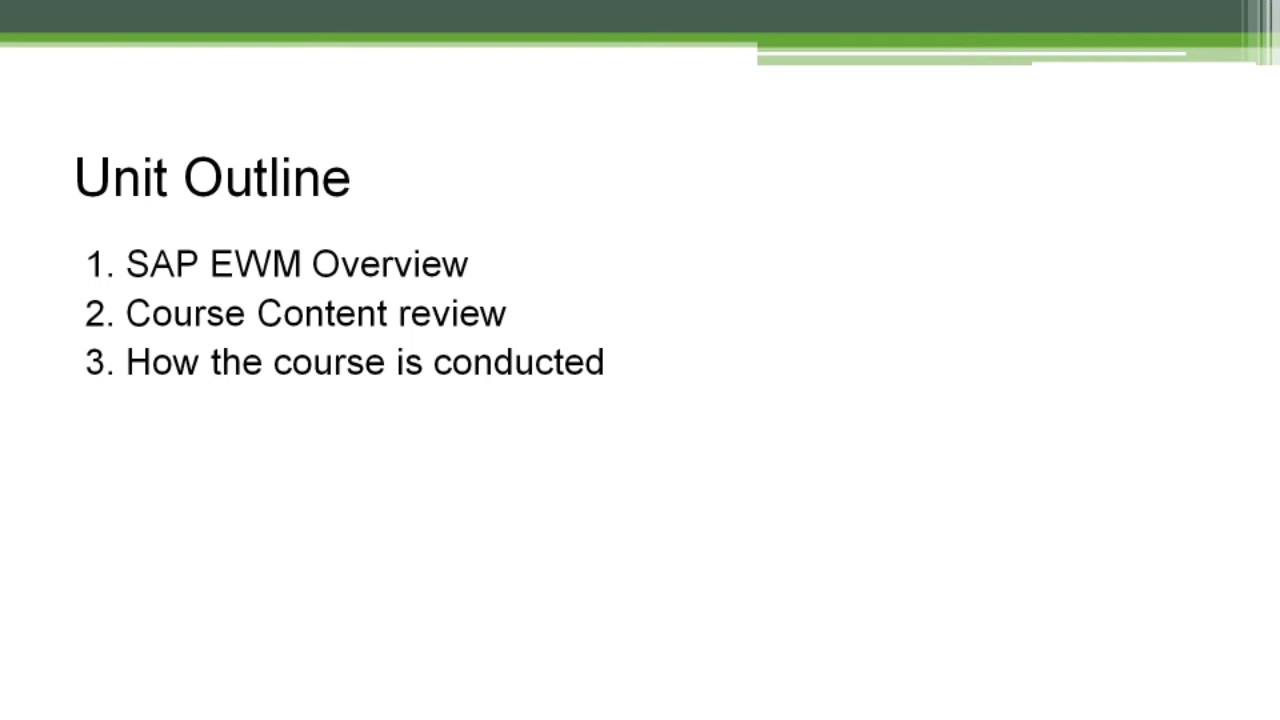 Unit Outline
1. SAP EWM Overview
2. Course Content review
3. How the course is conducted